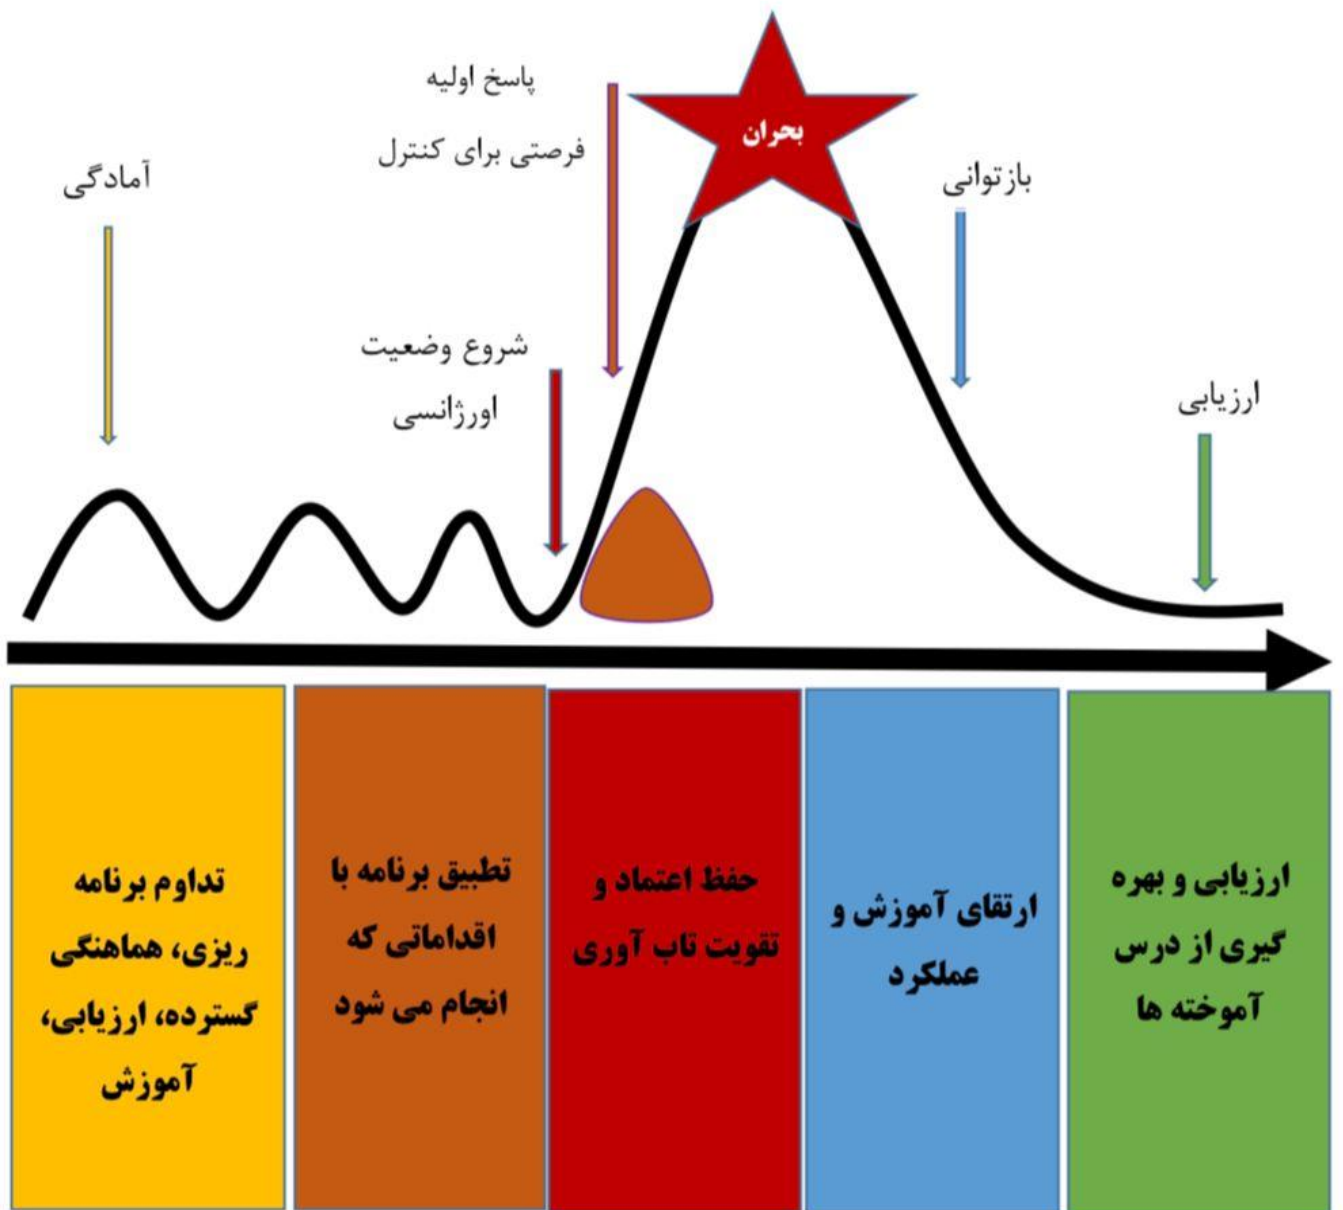 پاسخ اولیه
فرصتی برای کنترل
بحران
آمادگی
بازتوانی
شروع وضعیت
اورژانسی
ارزیابی
تداوم برنامه
ریزی، هماهنگی
گسترده، ارزیابی،
آموزش
تطبیق برنامه با
اقداماتی که
انجام می شود
حفظ اعتماد و
تقویت تاب آوری
ارتقای آموزش و
عملکرد
ارزیابی و بهره
گیری از درس
آموخته ها